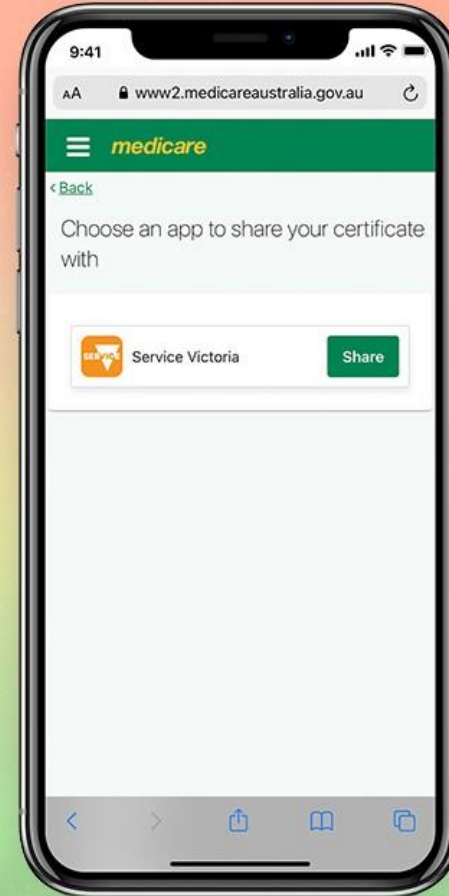 9:41
AA www2.medicareaustralia.gov.au
medicare
< Back
Choose an app to share your certificate
with
SERVICE
Service Victoria
Share